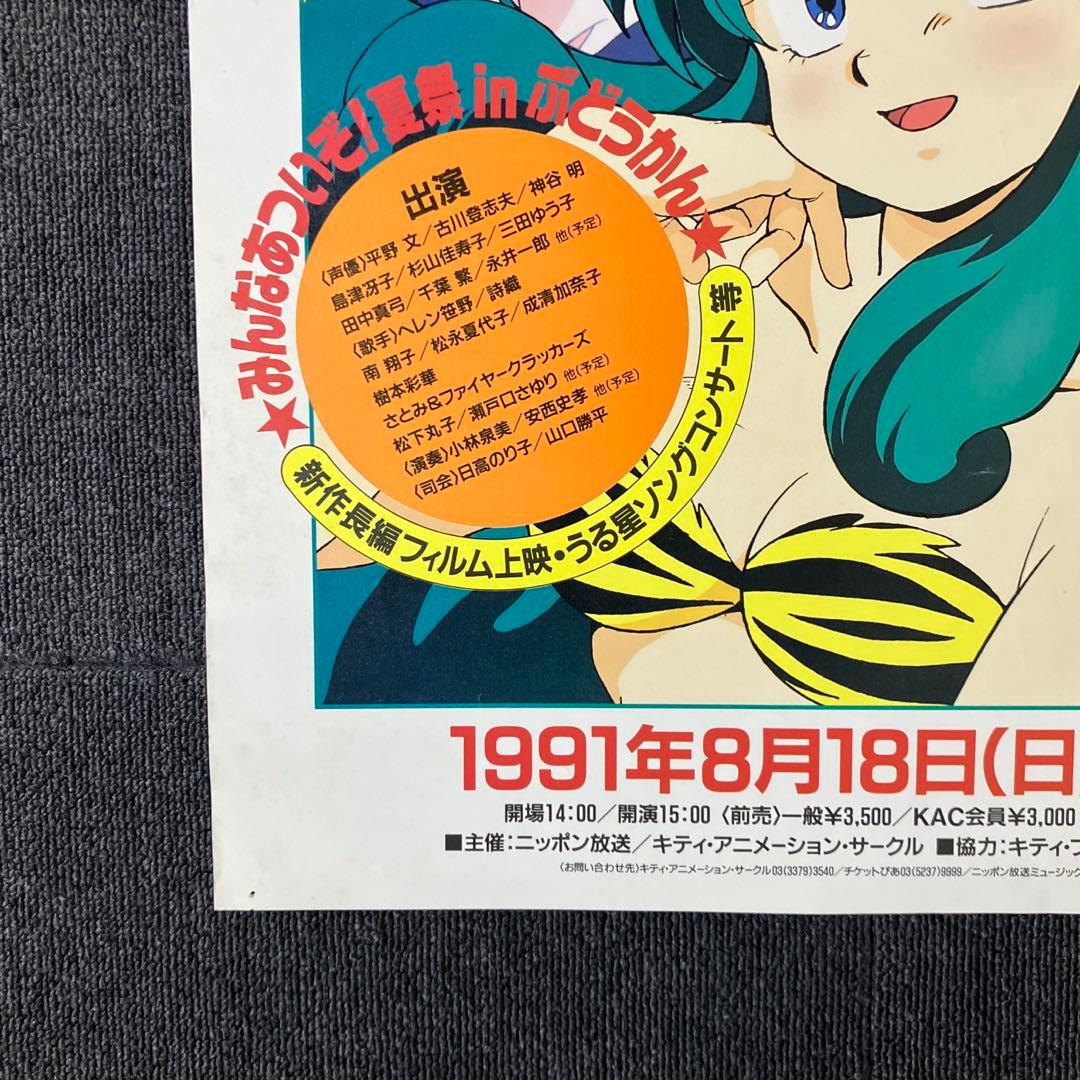 ★みんなあついぞ!夏祭inぶどうかん★
出演
〈声優〉平野 文/古川登志夫/神谷 明
島津冴子/杉山佳寿子/三田ゆう子
田中真弓/千葉 繁/永井一郎 他(予定)
〈歌手〉ヘレン笹野/詩織
南 翔子/松永夏代子/成清加奈子
樹本彩華
さとみ&ファイヤークラッカーズ
松下丸子/瀬戸口さゆり 他(予定)
〈演奏〉小林泉美/安西史孝 他(予定)
〈司会〉日高のり子/山口勝平
新作長編フィルム上映・うる星ソングコンサート 等
1991年8月18日(日
開場14:00/開演15:00 〈前売〉一般¥3,500/KAC会員¥3,000
■主催:ニッポン放送/キティ・アニメーション・サークル ■協力:キティ・フ
〈お問い合わせ先〉キティ・アニメーション・サークル03(3379)3540/チケットぴあ03(5237)9999/ニッポン放送ミュージック